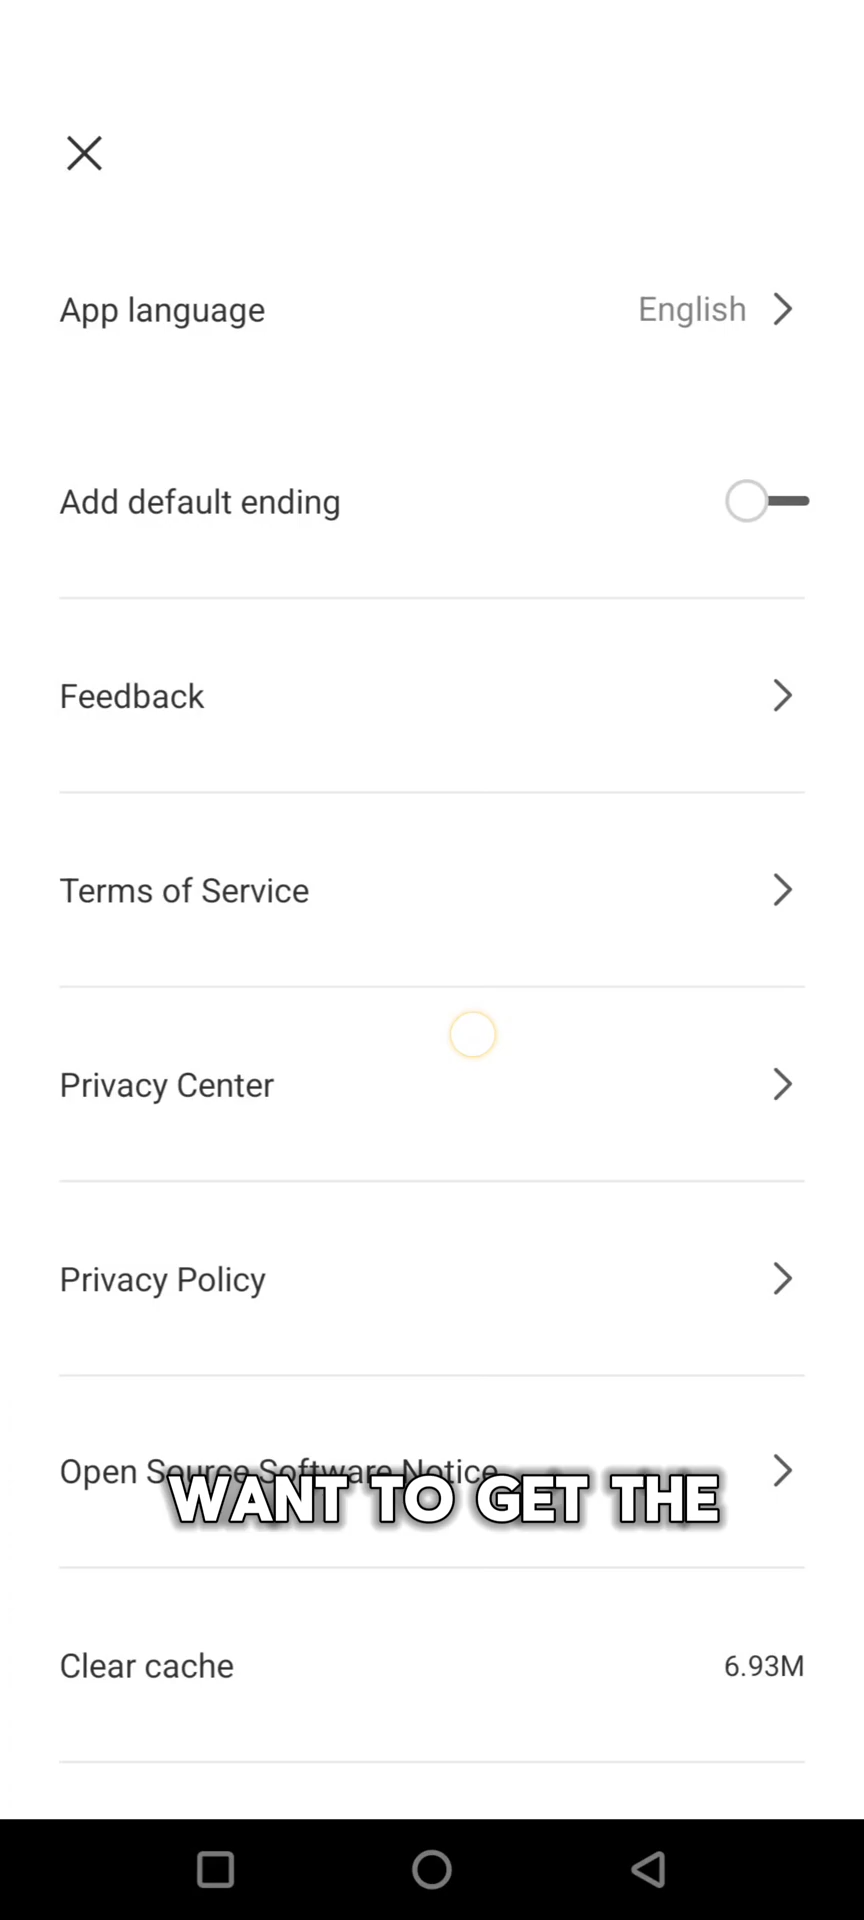 App language
English
Add default ending
Feedback
Terms of Service
Privacy Center
Privacy Policy
Open Source Software Notice
WANT TO GET THE
Clear cache
6.93M